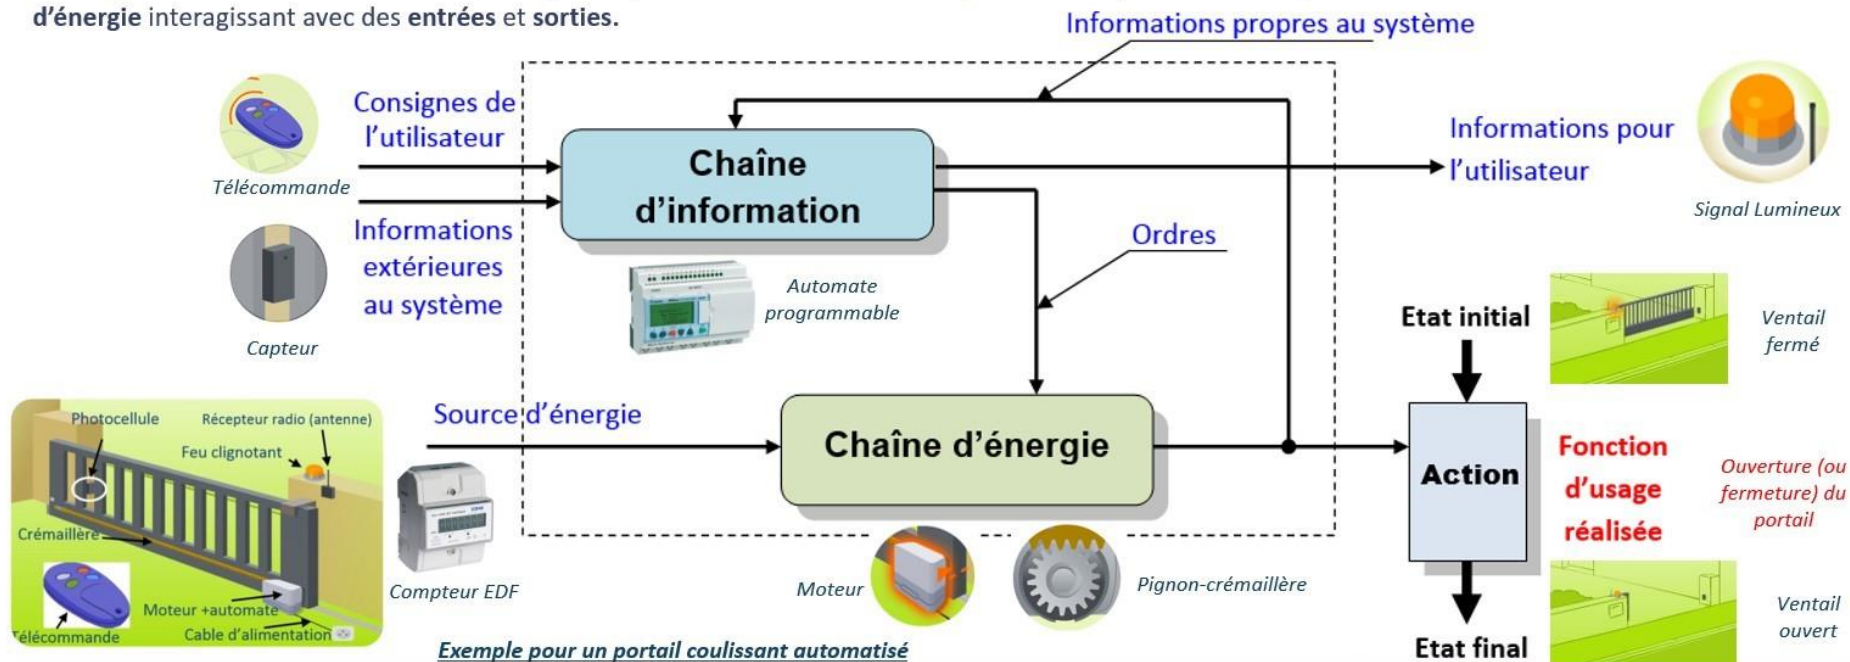 d'énergie interagissant avec des entrées et sorties.
Informations propres au système
Consignes de
l'utilisateur
Télécommande
Chaîne
d'information
Informations pour
l'utilisateur
Signal Lumineux
Informations
extérieures
au système
Capteur
Automate
programmable
Ordres
Etat initial
Ventail
fermé
Photocellule
Récepteur radio (antenne)
Feu clignotant
Crémaillère
Moteur +automate
Télécommande
Cable d'alimentation
Source d'énergie
Compteur EDF
Chaîne d'énergie
Moteur
Pignon-crémaillère
Action
Fonction
d'usage
réalisée
Ouverture (ou
fermeture) du
portail
Etat final
Ventail
ouvert
Exemple pour un portail coulissant automatisé